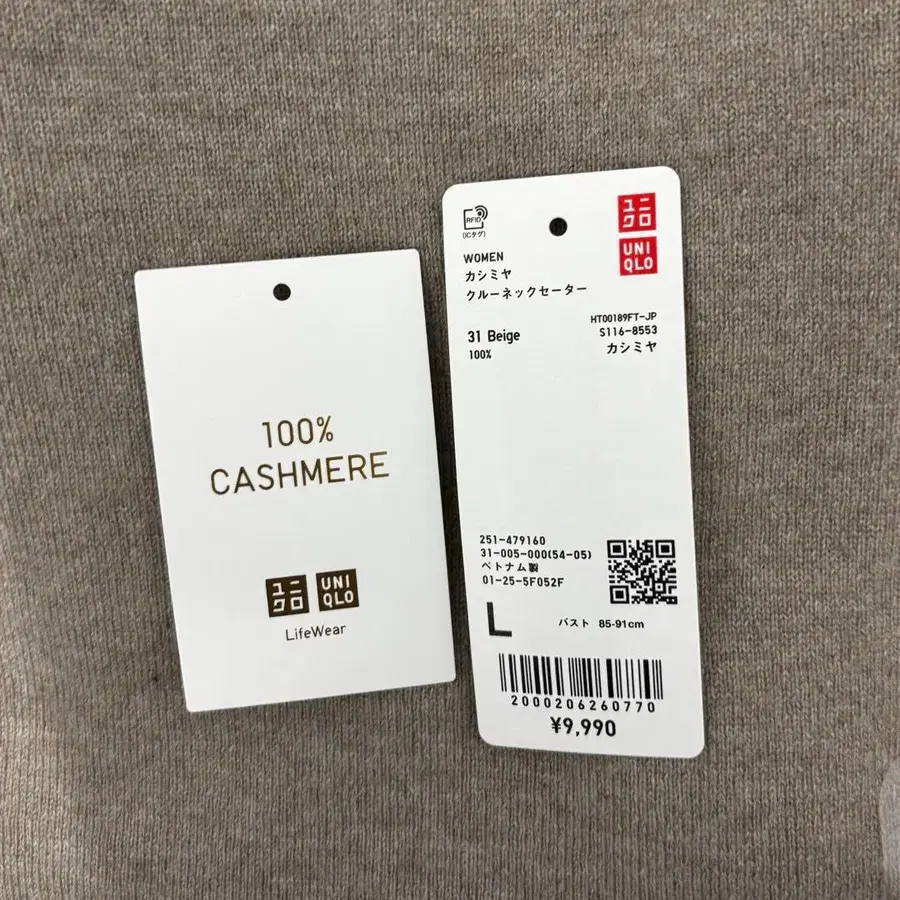 100%
CASHMERE
ユニ
クロ
UNI
QLO
LifeWear
RFID
(ICタグ)
ユニ
クロ
UNI
QLO
WOMEN
カシミヤ
クルーネックセーター
HT00189FT-JP
31 Beige
S116-8553
100%
カシミヤ
251-479160
31-005-000(54-05)
ベトナム製
01-25-5F052F
L
バスト 85-91cm
2000206260770
¥9,990